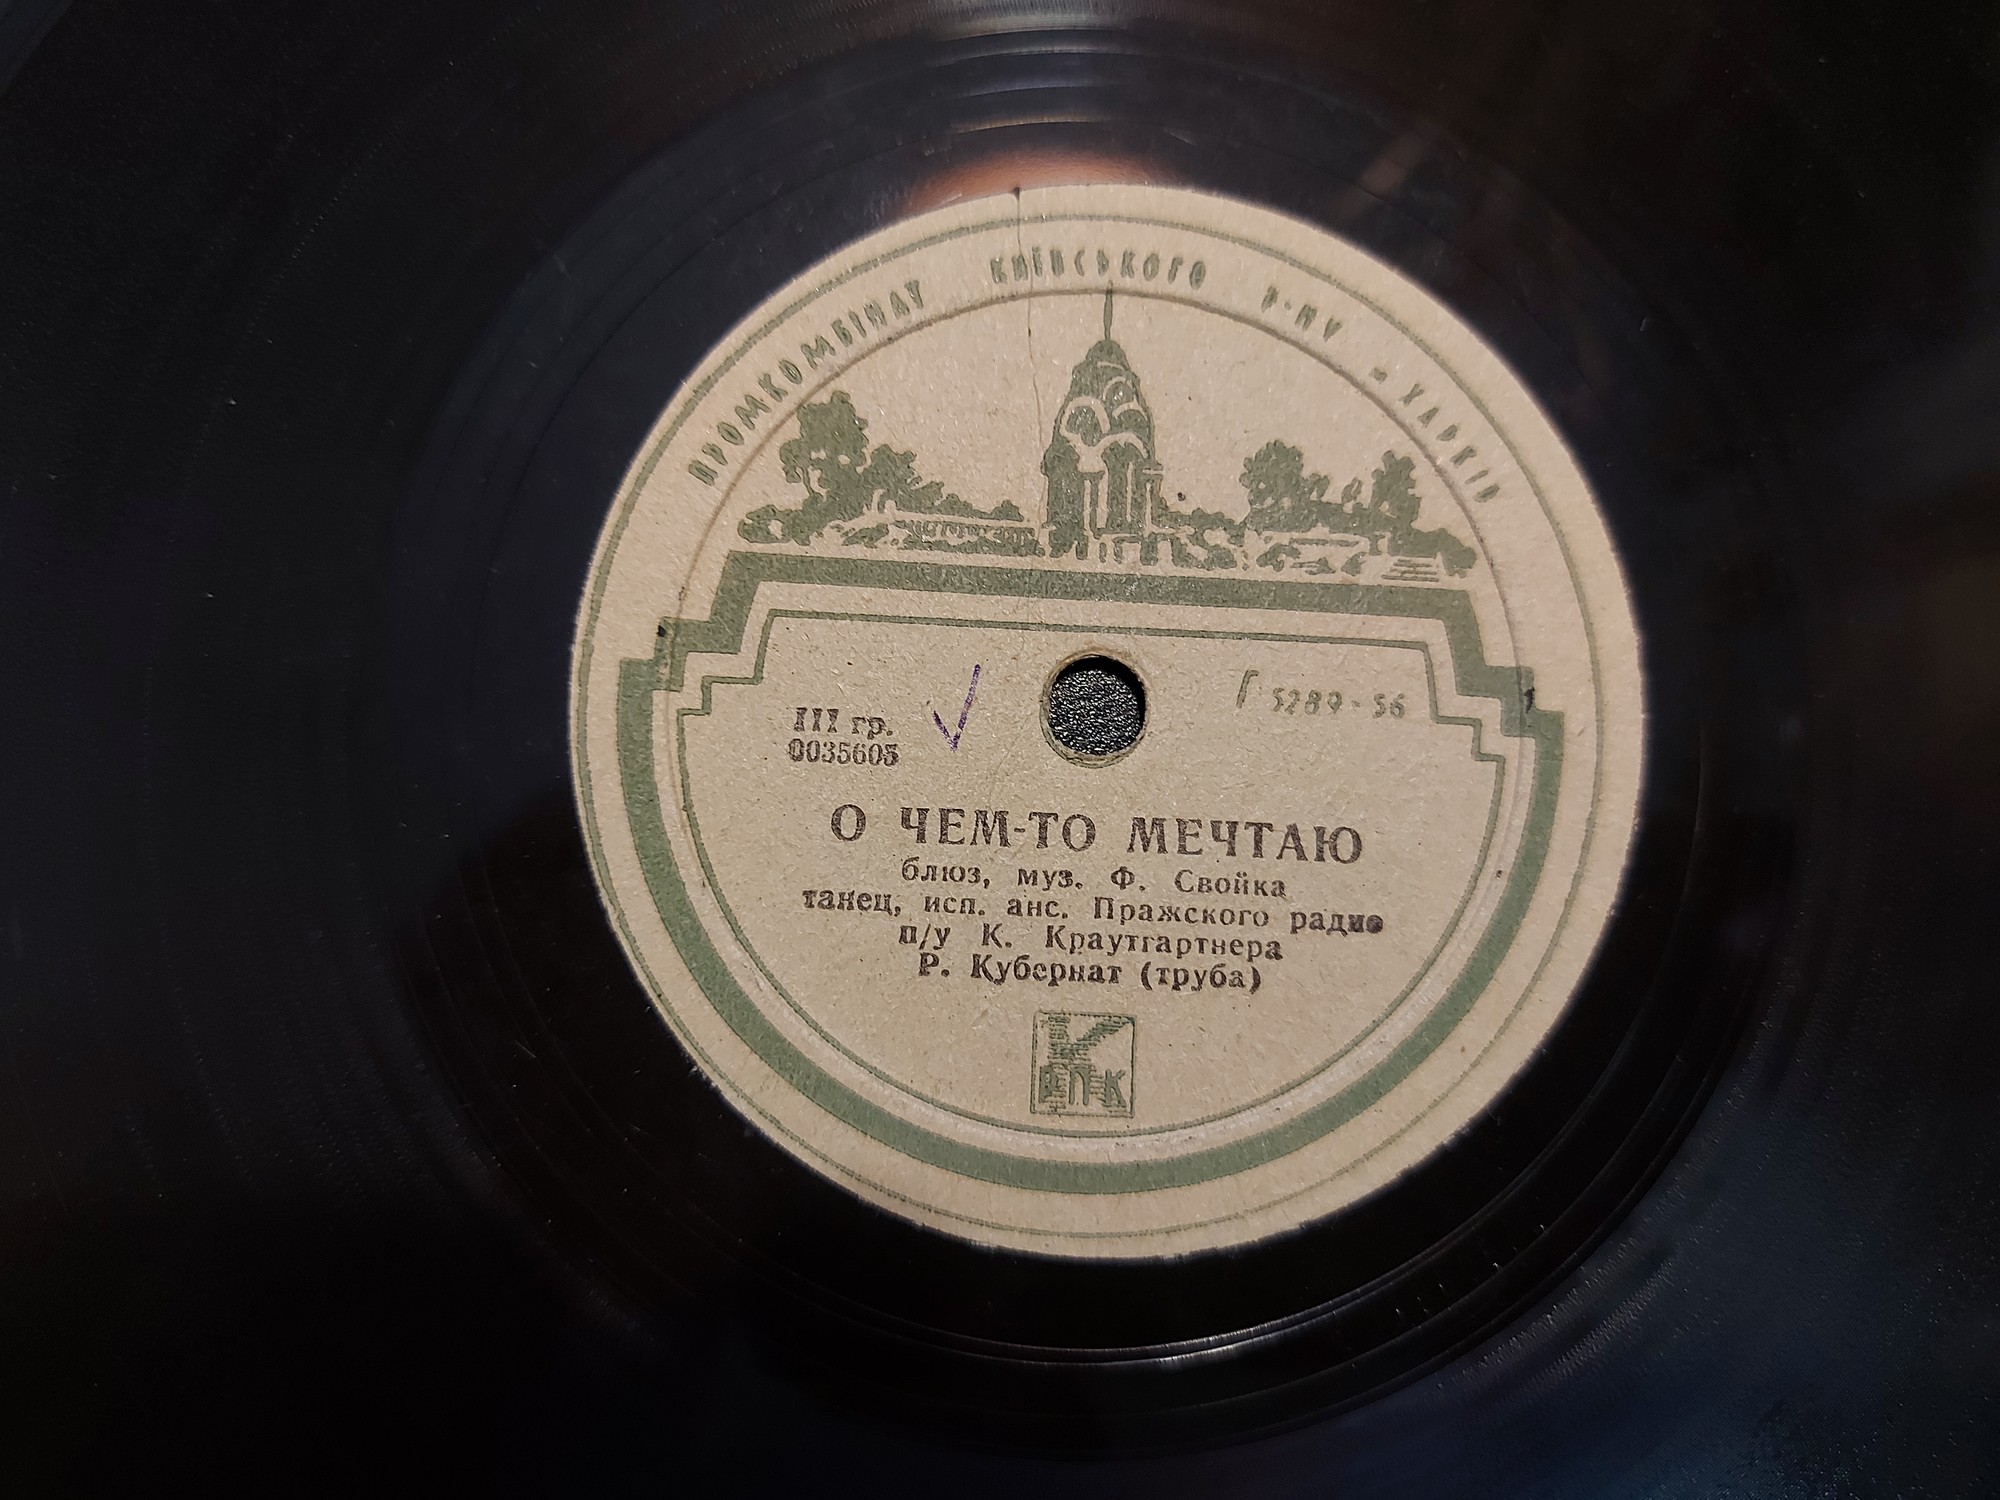 ПРОМКОМБІНАТ КИЇВСЬКОГО Р-НУ - ХАРКІВ
III гр.
0035605
Г 5289-56
О ЧЕМ-ТО МЕЧТАЮ
блюз, муз. Ф. Свойка
танец, исп. анс. Пражского радио
п/у К. Краутгартнера
Р. Кубернат (труба)
К
РПК